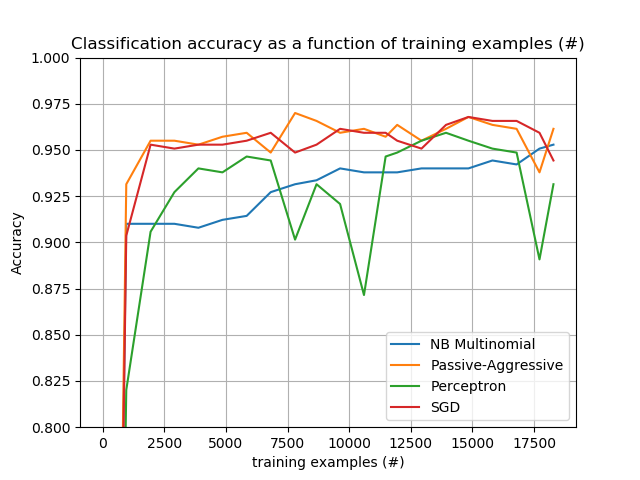 Classification accuracy as a function of training examples (#)
1.000
0.975
0.950
0.925
0.900
0.875
0.850
0.825
0.800
Accuracy
NB Multinomial
Passive-Aggressive
Perceptron
SGD
0 2500 5000 7500 10000 12500 15000 17500
training examples (#)